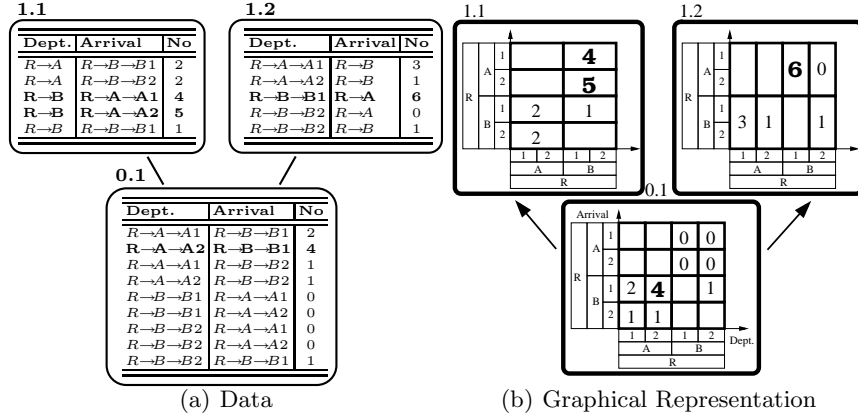 1.1
Dept. Arrival No
R→A R→B→B1 2
R→A R→B→B2 2
R→B R→A→A1 4
R→B R→A→A2 5
R→B R→B→B1 1
1.2
Dept. Arrival No
R→A→A1 R→B 3
R→A→A2 R→B 1
R→B→B1 R→A 6
R→B→B2 R→A 0
R→B→B2 R→B 1
0.1
Dept. Arrival No
R→A→A1 R→B→B1 2
R→A→A2 R→B→B1 4
R→A→A1 R→B→B2 1
R→A→A2 R→B→B2 1
R→B→B1 R→A→A1 0
R→B→B1 R→A→A2 0
R→B→B2 R→A→A1 0
R→B→B2 R→A→A2 0
R→B→B2 R→B→B1 1
(a) Data
1.1
R A 1 4
2 5
B 1 2 1
2 2
1 2 1 2
A B
R
1.2
R A 1 6 0
2
B 1 3 1 1
2
1 2 1 2
A B
R
0.1
Arrival
R A 1 0 0
2 0 0
B 1 2 4 1
2 1 1
1 2 1 2
Dept.
A B
R
(b) Graphical Representation